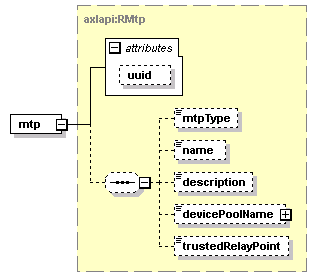 axlapi:RMtp
attributes
uuid
mtp
mtpType
name
description
devicePoolName
trustedRelayPoint